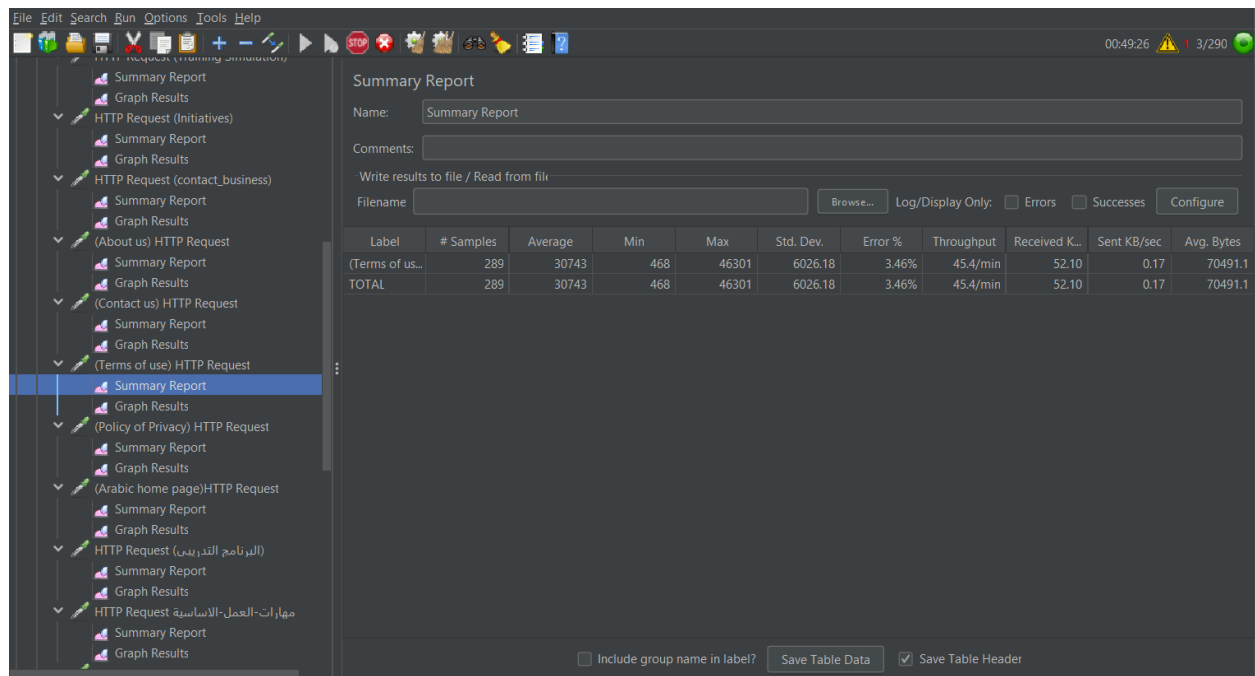 File Edit Search Run Options Tools Help
STOP
00:49:26 1 3/290
HTTP Request (Training Simulation)
Summary Report
Graph Results
HTTP Request (Initiatives)
Summary Report
Graph Results
HTTP Request (contact_business)
Summary Report
Graph Results
(About us) HTTP Request
Summary Report
Graph Results
(Contact us) HTTP Request
Summary Report
Graph Results
(Terms of use) HTTP Request
Summary Report
Graph Results
(Policy of Privacy) HTTP Request
Summary Report
Graph Results
(Arabic home page)HTTP Request
Summary Report
Graph Results
HTTP Request (البرنامج التدريبى)
Summary Report
Graph Results
HTTP Request مهارات-العمل-الاساسية
Summary Report
Graph Results
Summary Report
Name: Summary Report
Comments:
Write results to file / Read from file
Filename Browse... Log/Display Only: Errors Successes Configure
Label # Samples Average Min Max Std. Dev. Error % Throughput Received K... Sent KB/sec Avg. Bytes
(Terms of us... 289 30743 468 46301 6026.18 3.46% 45.4/min 52.10 0.17 70491.1
TOTAL 289 30743 468 46301 6026.18 3.46% 45.4/min 52.10 0.17 70491.1
Include group name in label? Save Table Data Save Table Header